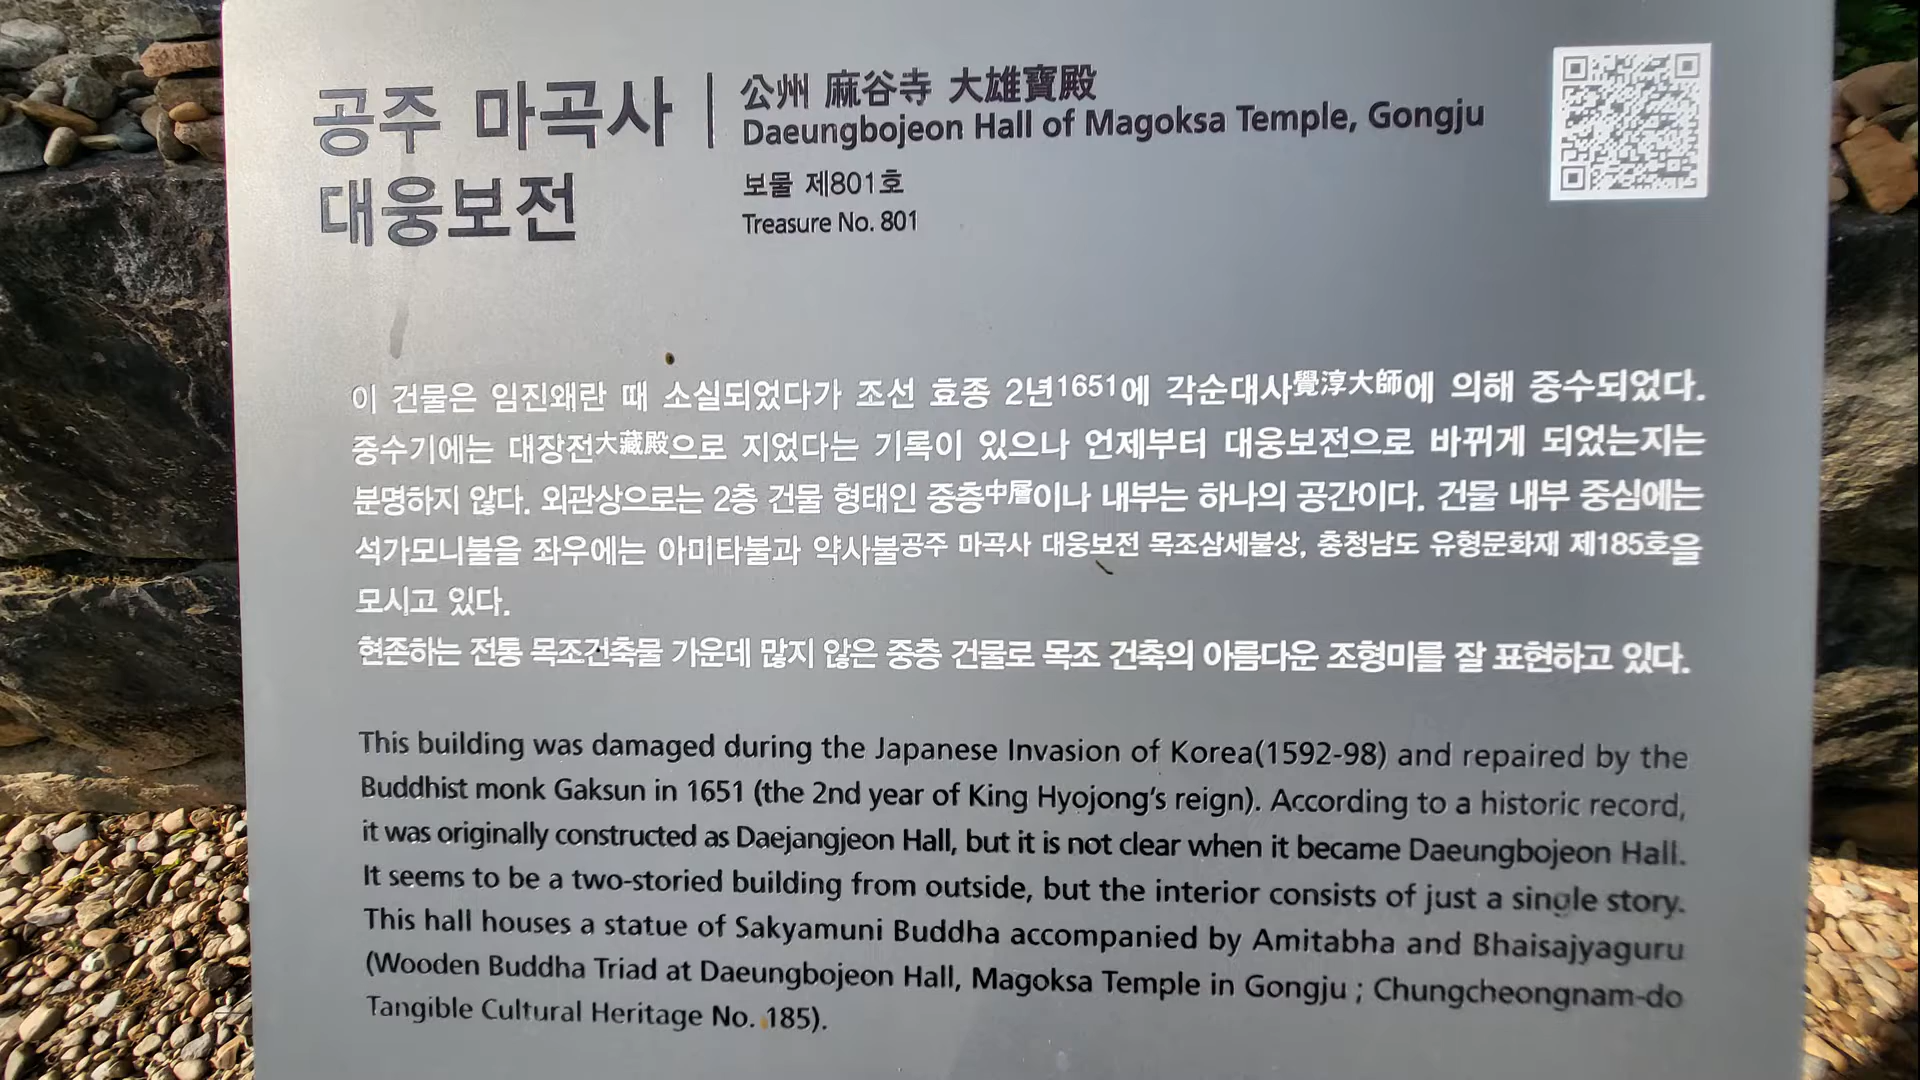 공주 마곡사
대웅보전
公州 麻谷寺 大雄寶殿
Daeungbojeon Hall of Magoksa Temple, Gongju
보물 제801호
Treasure No. 801
이 건물은 임진왜란 때 소실되었다가 조선 효종 2년1651에 각순대사覺淳大師에 의해 중수되었다.
중수기에는 대장전大藏殿으로 지었다는 기록이 있으나 언제부터 대웅보전으로 바뀌게 되었는지는
분명하지 않다. 외관상으로는 2층 건물 형태인 중층中層이나 내부는 하나의 공간이다. 건물 내부 중심에는
석가모니불을 좌우에는 아미타불과 약사불공주 마곡사 대웅보전 목조삼세불상, 충청남도 유형문화재 제185호을
모시고 있다.
현존하는 전통 목조건축물 가운데 많지 않은 중층 건물로 목조 건축의 아름다운 조형미를 잘 표현하고 있다.
This building was damaged during the Japanese Invasion of Korea(1592-98) and repaired by the
Buddhist monk Gaksun in 1651 (the 2nd year of King Hyojong's reign). According to a historic record,
it was originally constructed as Daejangjeon Hall, but it is not clear when it became Daeungbojeon Hall.
It seems to be a two-storied building from outside, but the interior consists of just a single story.
This hall houses a statue of Sakyamuni Buddha accompanied by Amitabha and Bhaisajyaguru
(Wooden Buddha Triad at Daeungbojeon Hall, Magoksa Temple in Gongju ; Chungcheongnam-do
Tangible Cultural Heritage No. 185).